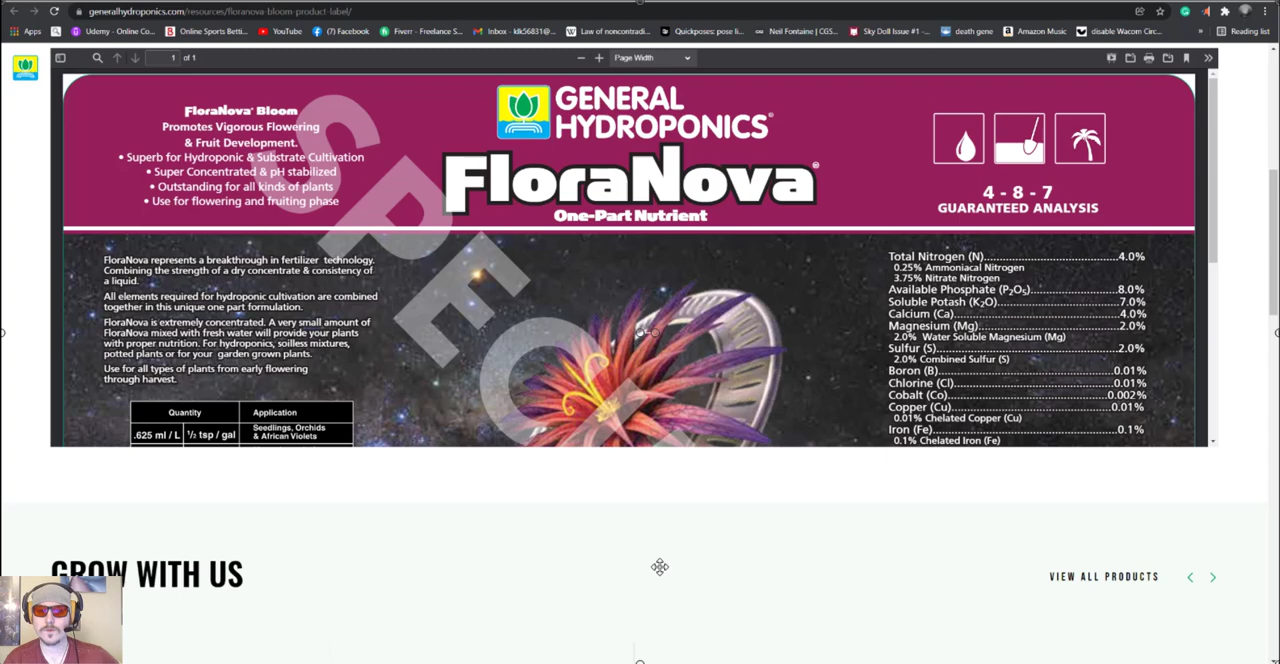 generalhydroponics.com/resources/floranova-bloom-product-label/
Apps
Udemy - Online Co...
Online Sports Betti...
YouTube
(7) Facebook
Fiverr - Freelance S...
Inbox - klk56831@g...
Law of noncontradi...
Quickposes: pose li...
Neil Fontaine | CGS...
Sky Doll Issue #1 -...
death gene
Amazon Music
disable Wacom Circ...
»
Reading list
1 of 1
Page Width
FloraNova® Bloom
Promotes Vigorous Flowering
& Fruit Development.
• Superb for Hydroponic & Substrate Cultivation
• Super Concentrated & pH stabilized
• Outstanding for all kinds of plants
• Use for flowering and fruiting phase
GENERAL
HYDROPONICS®
FloraNova®
One-Part Nutrient
4 - 8 - 7
GUARANTEED ANALYSIS
FloraNova represents a breakthrough in fertilizer technology.
Combining the strength of a dry concentrate & consistency of
a liquid.
All elements required for hydroponic cultivation are combined
together in this unique one part formulation.
FloraNova is extremely concentrated. A very small amount of
FloraNova mixed with fresh water will provide your plants
with proper nutrition. For hydroponics, soilless mixtures,
potted plants or for your garden grown plants.
Use for all types of plants from early flowering
through harvest.
Quantity Application
.625 ml / L 1/2 tsp / gal Seedlings, Orchids
& African Violets
Total Nitrogen (N)...4.0%
0.25% Ammoniacal Nitrogen
3.75% Nitrate Nitrogen
Available Phosphate (P2O5)...8.0%
Soluble Potash (K2O)...7.0%
Calcium (Ca)...4.0%
Magnesium (Mg)...2.0%
2.0% Water Soluble Magnesium (Mg)
Sulfur (S)...2.0%
2.0% Combined Sulfur (S)
Boron (B)...0.01%
Chlorine (Cl)...0.01%
Cobalt (Co)...0.002%
Copper (Cu)...0.01%
0.01% Chelated Copper (Cu)
Iron (Fe)...0.1%
0.1% Chelated Iron (Fe)
GROW WITH US
VIEW ALL PRODUCTS